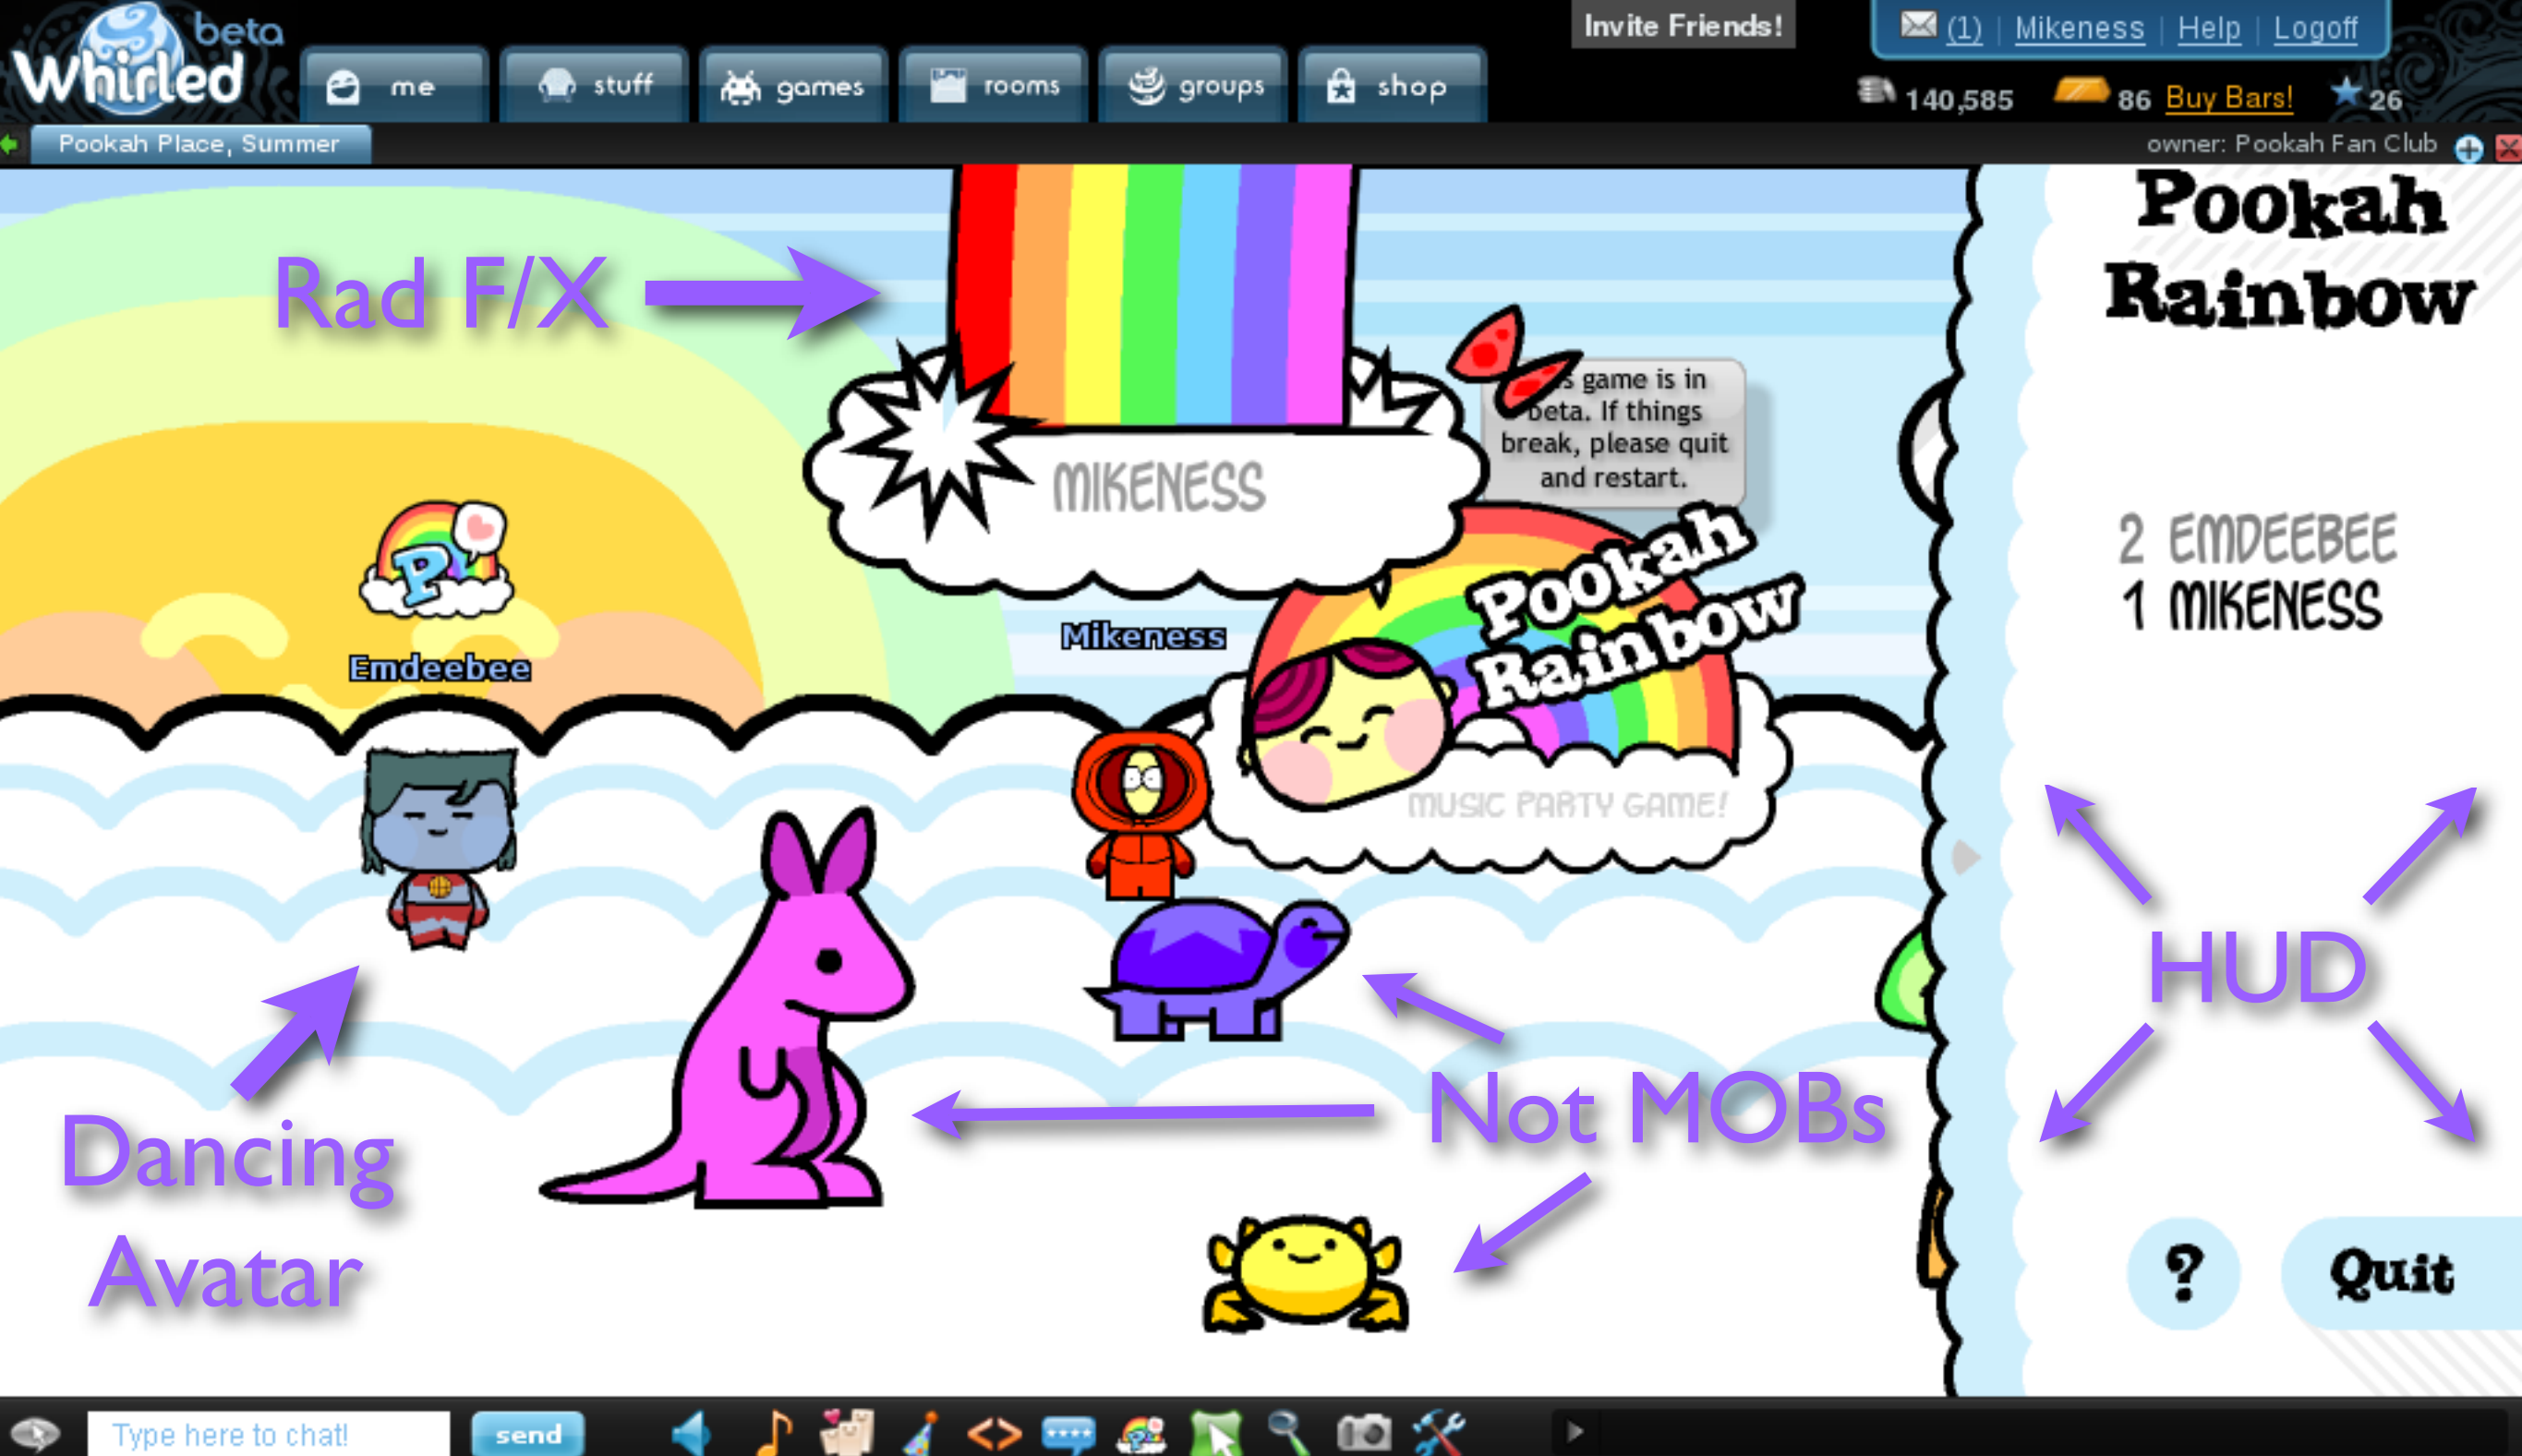 Whirled beta
me
stuff
games
rooms
groups
shop
Invite Friends!
(1) | Mikeness | Help | Logoff
140,585 86 Buy Bars! 26
Pookah Place, Summer
owner: Pookah Fan Club
Rad F/X
MIKENESS
game is in
beta. If things
break, please quit
and restart.
Pookah
Rainbow
MUSIC PARTY GAME!
P
Emdeebee
Mikeness
Pookah
Rainbow
2 EMDEEBEE
1 MIKENESS
HUD
Not MOBs
Dancing
Avatar
?
Quit
Type here to chat!
send